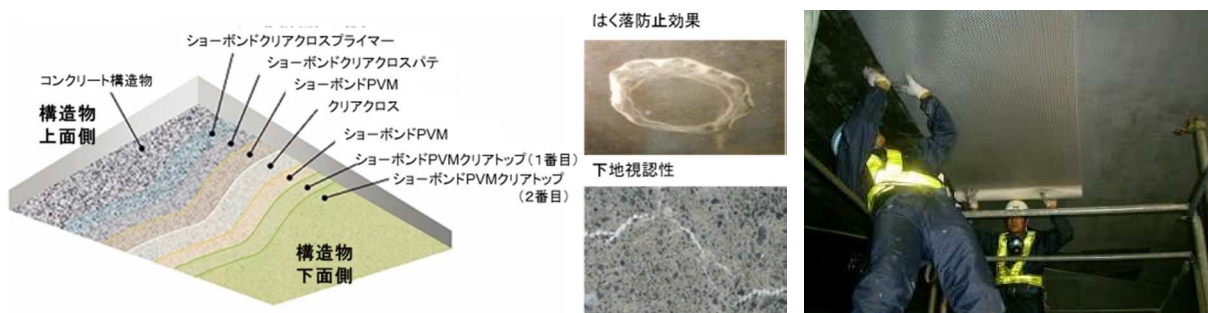 ショーボンドクリアクロスプライマー
ショーボンドクリアクロスパテ
コンクリート構造物
ショーボンドPVM
クリアクロス
構造物
上面側
ショーボンドPVM
ショーボンドPVMクリアトップ(1番目)
ショーボンドPVMクリアトップ
(2番目)
構造物
下面側
はく落防止効果
下地視認性